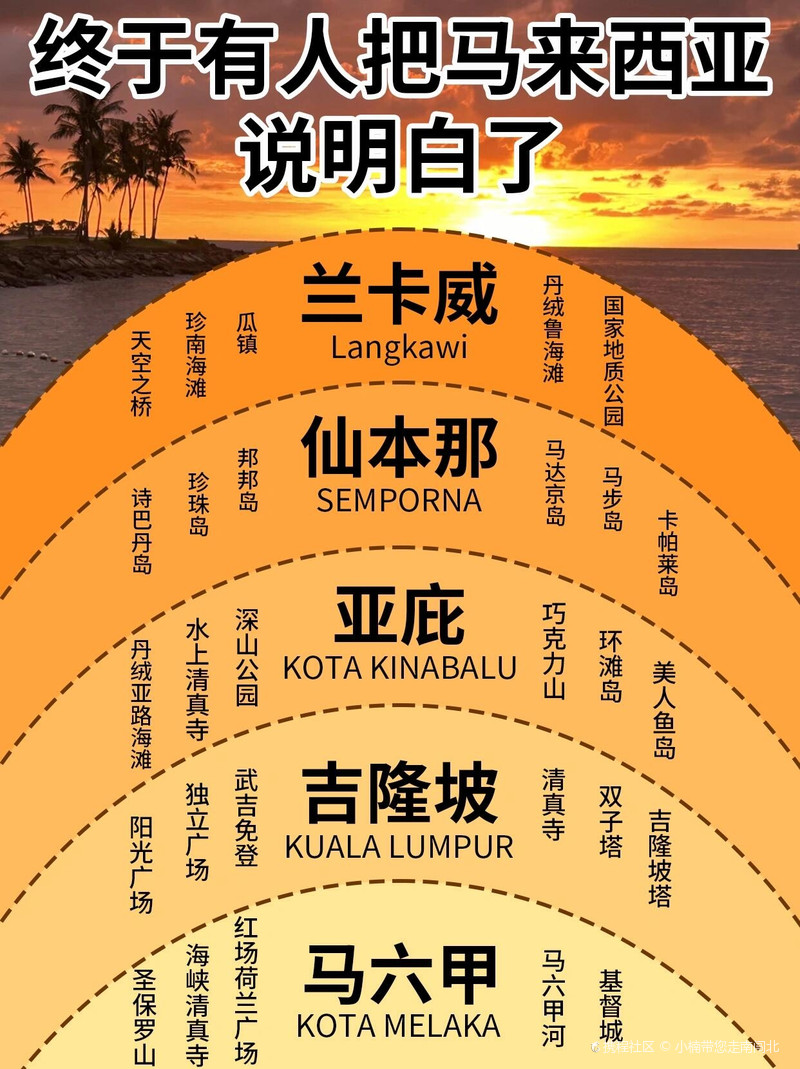 终于有人把马来西亚
说明白了
兰卡威
Langkawi
天空之桥
珍南海滩
瓜镇
丹绒鲁海滩
国家地质公园
仙本那
SEMPORNA
诗巴丹岛
珍珠岛
邦邦岛
马达京岛
马步岛
卡帕莱岛
亚庇
KOTA KINABALU
丹绒亚路海滩
水上清真寺
深山公园
巧克力山
环滩岛
美人鱼岛
吉隆坡
KUALA LUMPUR
阳光广场
独立广场
武吉免登
清真寺
双子塔
吉隆坡塔
马六甲
KOTA MELAKA
圣保罗山
海峡清真寺
红场荷兰广场
马六甲河
基督城
携程社区 © 小楠带您走南闯北